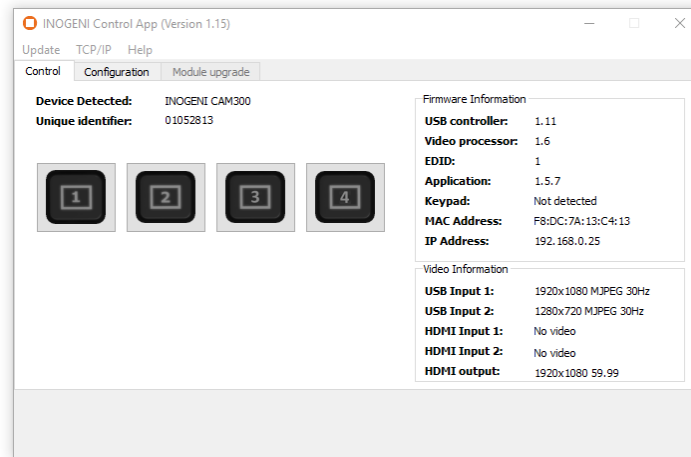 INOGENI Control App (Version 1.15)
Update TCP/IP Help
Control Configuration Module upgrade
Device Detected: INOGENI CAM300
Unique identifier: 01052813
1 2 3 4
Firmware Information
USB controller: 1.11
Video processor: 1.6
EDID: 1
Application: 1.5.7
Keypad: Not detected
MAC Address: F8:DC:7A:13:C4:13
IP Address: 192.168.0.25
Video Information
USB Input 1: 1920x1080 MJPEG 30Hz
USB Input 2: 1280x720 MJPEG 30Hz
HDMI Input 1: No video
HDMI Input 2: No video
HDMI output: 1920x1080 59.99